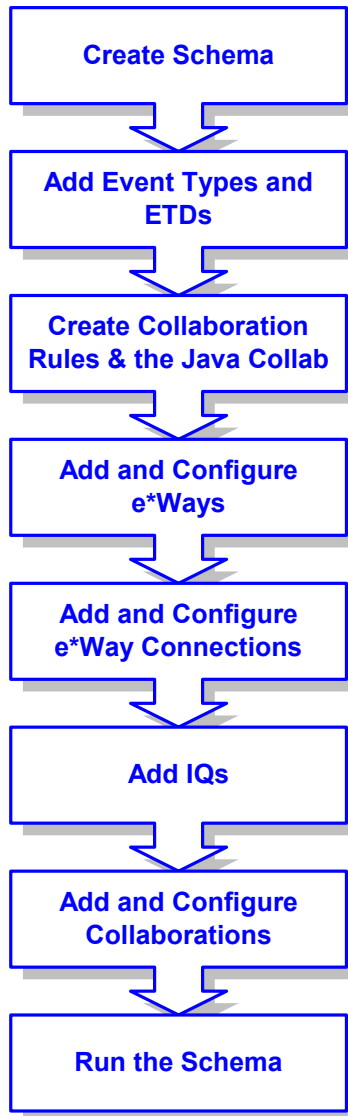 Create Schema
Add Event Types and
ETDs
Create Collaboration
Rules & the Java Collab
Add and Configure
e*Ways
Add and Configure
e*Way Connections
Add IQs
Add and Configure
Collaborations
Run the Schema